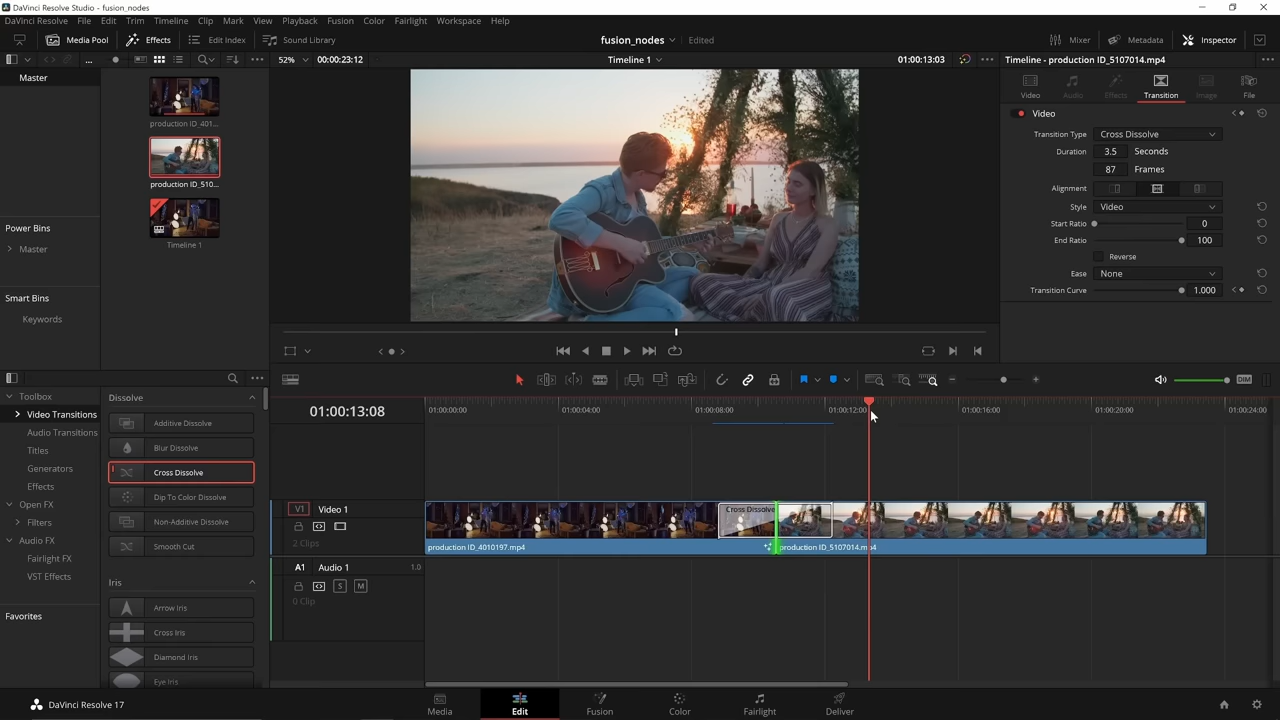 DaVinci Resolve Studio - fusion_nodes
DaVinci Resolve File Edit Trim Timeline Clip Mark View Playback Fusion Color Fairlight Workspace Help
Media Pool Effects Edit Index Sound Library fusion_nodes Edited Mixer Metadata Inspector
... 52% 00:00:23:12 Timeline 1 01:00:13:03 Timeline - production ID_5107014.mp4
Master
production ID_401...
production ID_510...
Timeline 1
Power Bins
Master
Smart Bins
Keywords
Video Audio Effects Transition Image File
Video
Transition Type Cross Dissolve
Duration 3.5 Seconds
87 Frames
Alignment
Style Video
Start Ratio 0
End Ratio 100
Reverse
Ease None
Transition Curve 1.000
Toolbox
Video Transitions
Audio Transitions
Titles
Generators
Effects
Open FX
Filters
Audio FX
Fairlight FX
VST Effects
Favorites
Dissolve
Additive Dissolve
Blur Dissolve
Cross Dissolve
Dip To Color Dissolve
Non-Additive Dissolve
Smooth Cut
Iris
Arrow Iris
Cross Iris
Diamond Iris
Eye Iris
DIM
01:00:13:08 01:00:00:00 01:00:04:00 01:00:08:00 01:00:12:00 01:00:16:00 01:00:20:00 01:00:24:00
V1 Video 1
2 Clips
Cross Dissolve
production ID_4010197.mp4 production ID_5107014.mp4
A1 Audio 1 1.0
S M
0 Clip
DaVinci Resolve 17
Media Edit Fusion Color Fairlight Deliver